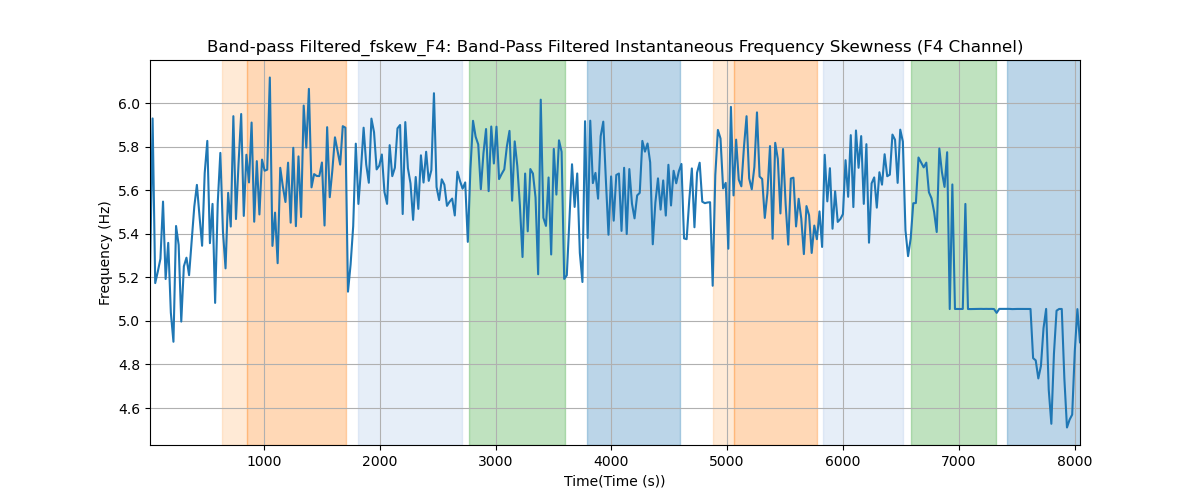 Band-pass Filtered_fskew_F4: Band-Pass Filtered Instantaneous Frequency Skewness (F4 Channel)
6.0
5.8
5.6
5.4
5.2
5.0
4.8
4.6
Frequency (Hz)
1000 2000 3000 4000 5000 6000 7000 8000
Time(Time (s))